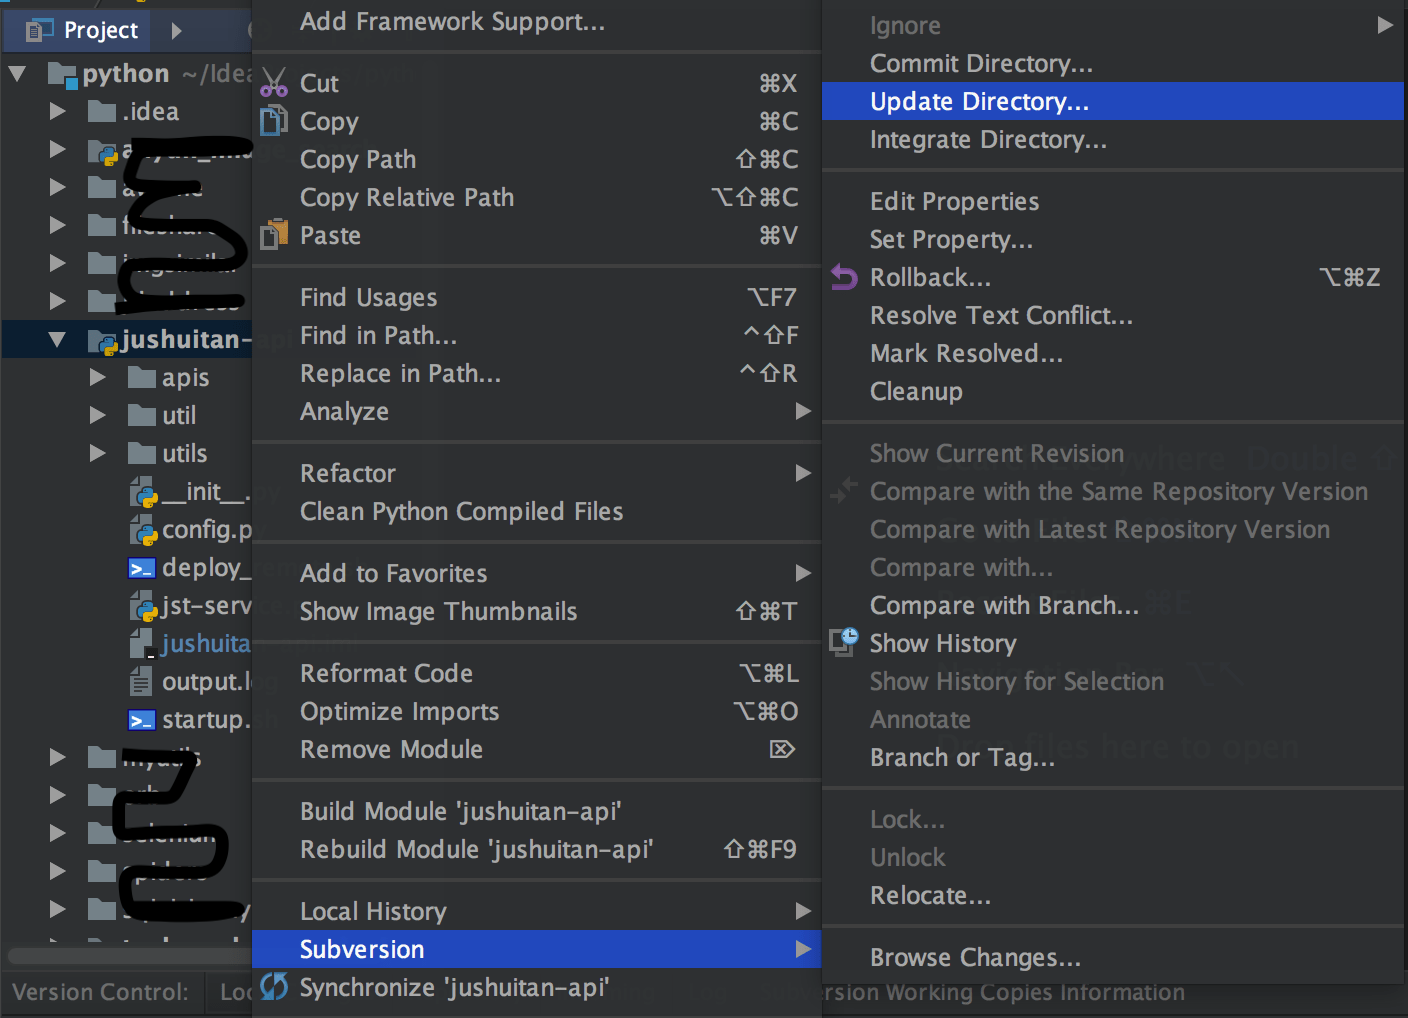 Project
python ~/Idea
.idea
jushuitan-api
apis
util
utils
__init__.
config.p
deploy_
jst-service
jushuita
output.
startup.
Version Control:
Add Framework Support...
Cut ⌘X
Copy ⌘C
Copy Path ⇧⌘C
Copy Relative Path ⌥⇧⌘C
Paste ⌘V
Find Usages ⌥F7
Find in Path... ^⇧F
Replace in Path... ^⇧R
Analyze
Refactor
Clean Python Compiled Files
Add to Favorites
Show Image Thumbnails ⇧⌘T
Reformat Code ⌥⌘L
Optimize Imports ⌥⌘O
Remove Module ⌦
Build Module 'jushuitan-api'
Rebuild Module 'jushuitan-api' ⇧⌘F9
Local History
Subversion
Synchronize 'jushuitan-api'
Ignore
Commit Directory...
Update Directory...
Integrate Directory...
Edit Properties
Set Property...
Rollback... ⌥⌘Z
Resolve Text Conflict...
Mark Resolved...
Cleanup
Show Current Revision
Compare with the Same Repository Version
Compare with Latest Repository Version
Compare with...
Compare with Branch...
Show History
Show History for Selection
Annotate
Branch or Tag...
Lock...
Unlock
Relocate...
Browse Changes...
rsion Working Copies Information